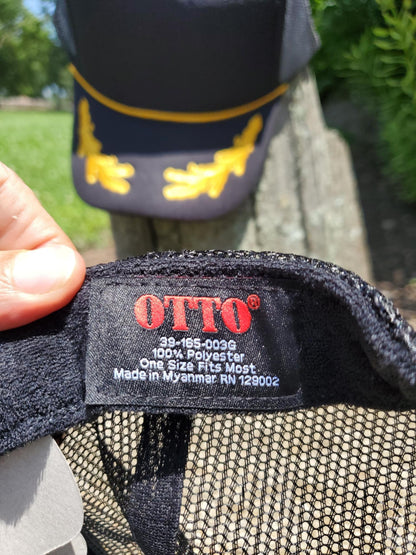 OTTO®
39-165-003G
100% Polyester
One Size Fits Most
Made in Myanmar RN 129002